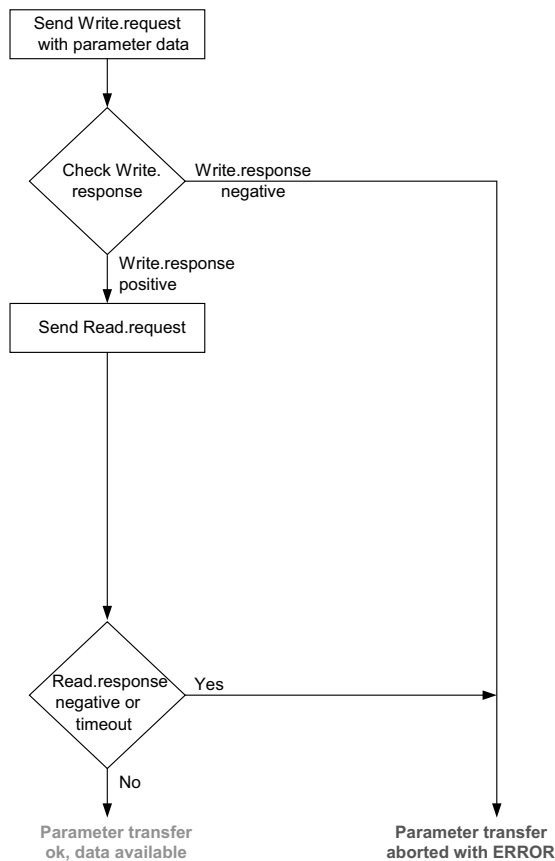 Send Write.request
with parameter data
Check Write.
response
Write.response
negative
Write.response
positive
Send Read.request
Read.response
negative or
timeout
Yes
No
Parameter transfer
ok, data available
Parameter transfer
aborted with ERROR